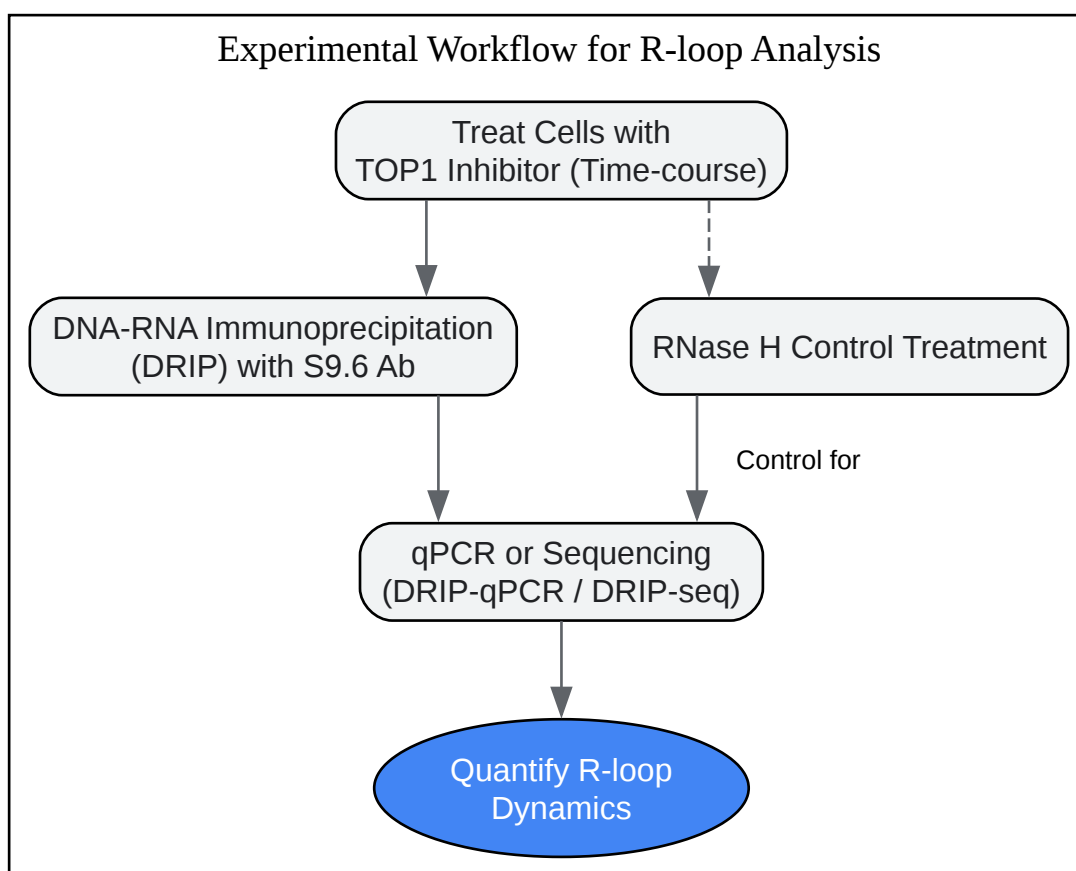 Experimental Workflow for R-loop Analysis
Treat Cells with
TOP1 Inhibitor (Time-course)
DNA-RNA Immunoprecipitation
(DRIP) with S9.6 Ab
RNase H Control Treatment
Control for
qPCR or Sequencing
(DRIP-qPCR / DRIP-seq)
Quantify R-loop
Dynamics